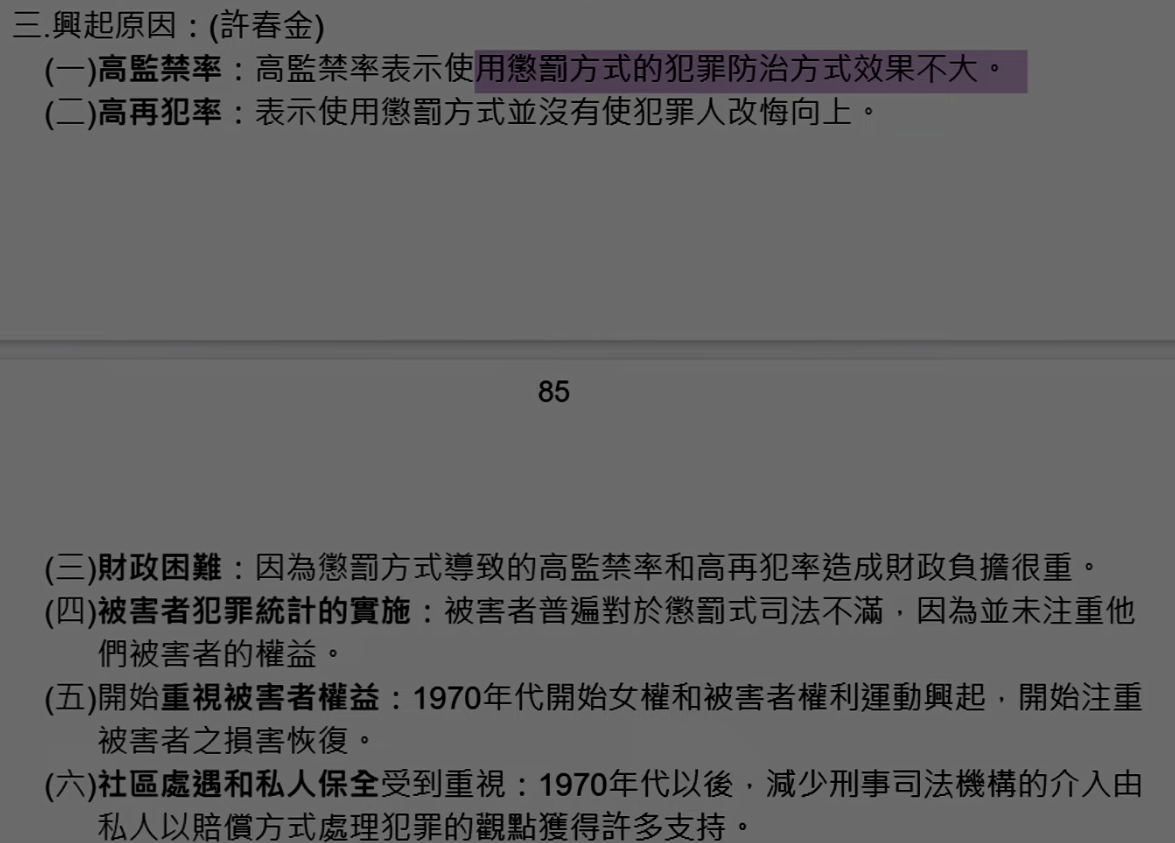 三.興起原因：(許春金)
(一)高監禁率：高監禁率表示使用懲罰方式的犯罪防治方式效果不大。
(二)高再犯率：表示使用懲罰方式並沒有使犯罪人改悔向上。
85
(三)財政困難：因為懲罰方式導致的高監禁率和高再犯率造成財政負擔很重。
(四)被害者犯罪統計的實施：被害者普遍對於懲罰式司法不滿，因為並未注重他
們被害者的權益。
(五)開始重視被害者權益：1970年代開始女權和被害者權利運動興起，開始注重
被害者之損害恢復。
(六)社區處遇和私人保全受到重視：1970年代以後，減少刑事司法機構的介入由
私人以賠償方式處理犯罪的觀點獲得許多支持。